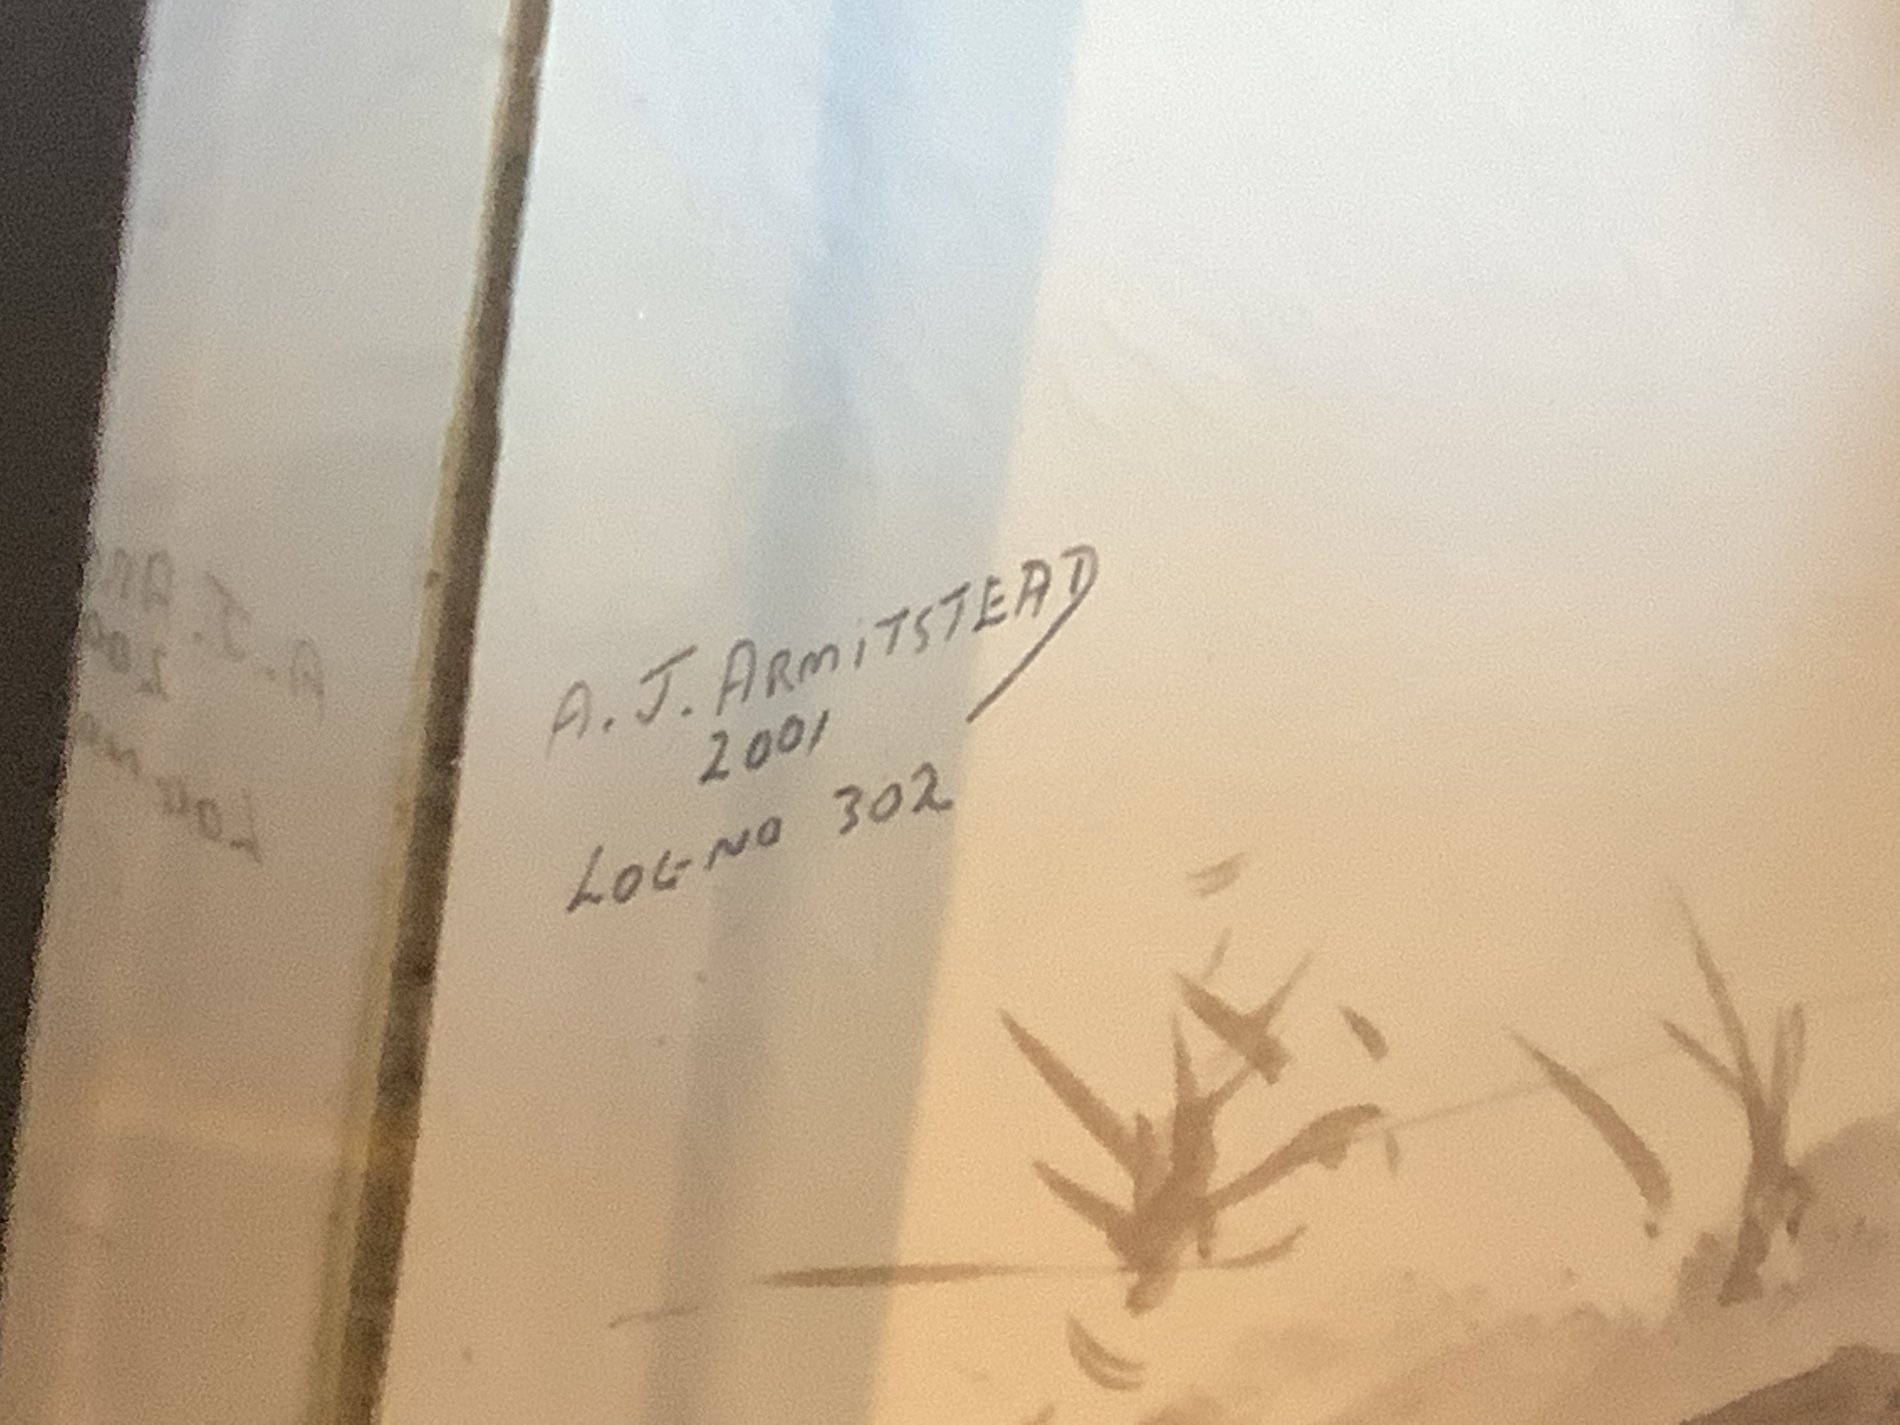 A. J. ARMiTSTEAD
2001
LOG NO 302